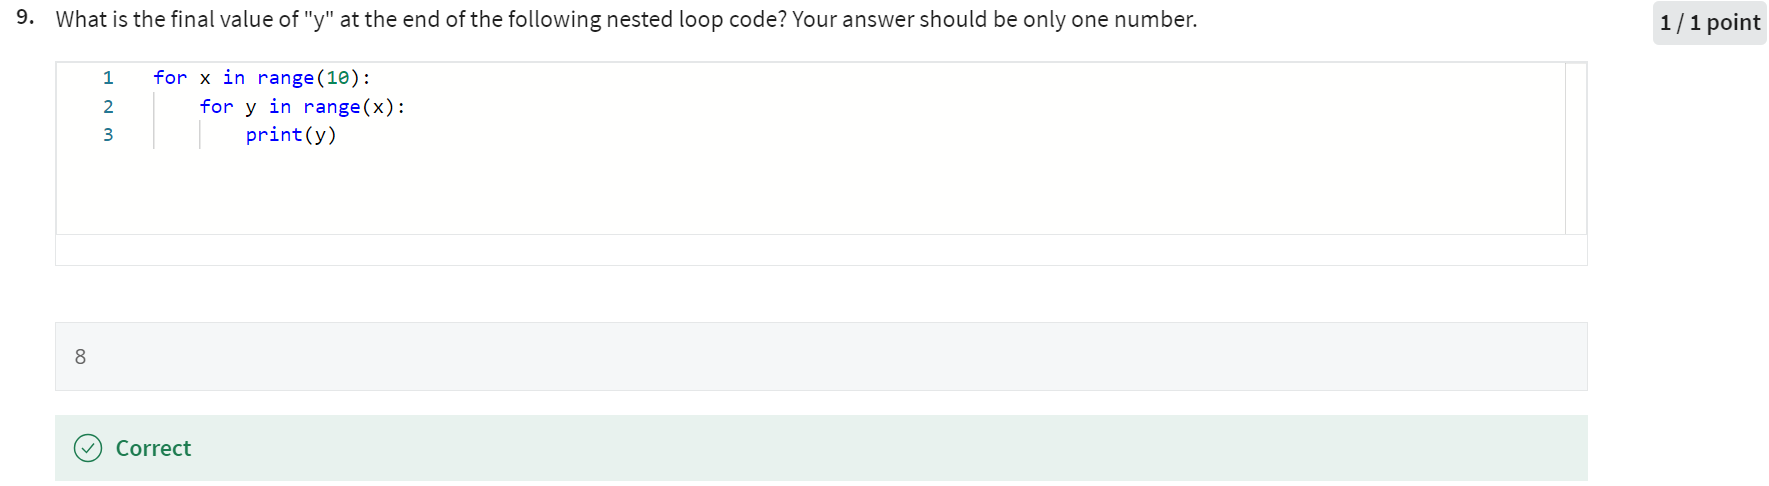 9. What is the final value of "y" at the end of the following nested loop code? Your answer should be only one number.
1 / 1 point
1 for x in range(10):
2     for y in range(x):
3         print(y)
8
Correct